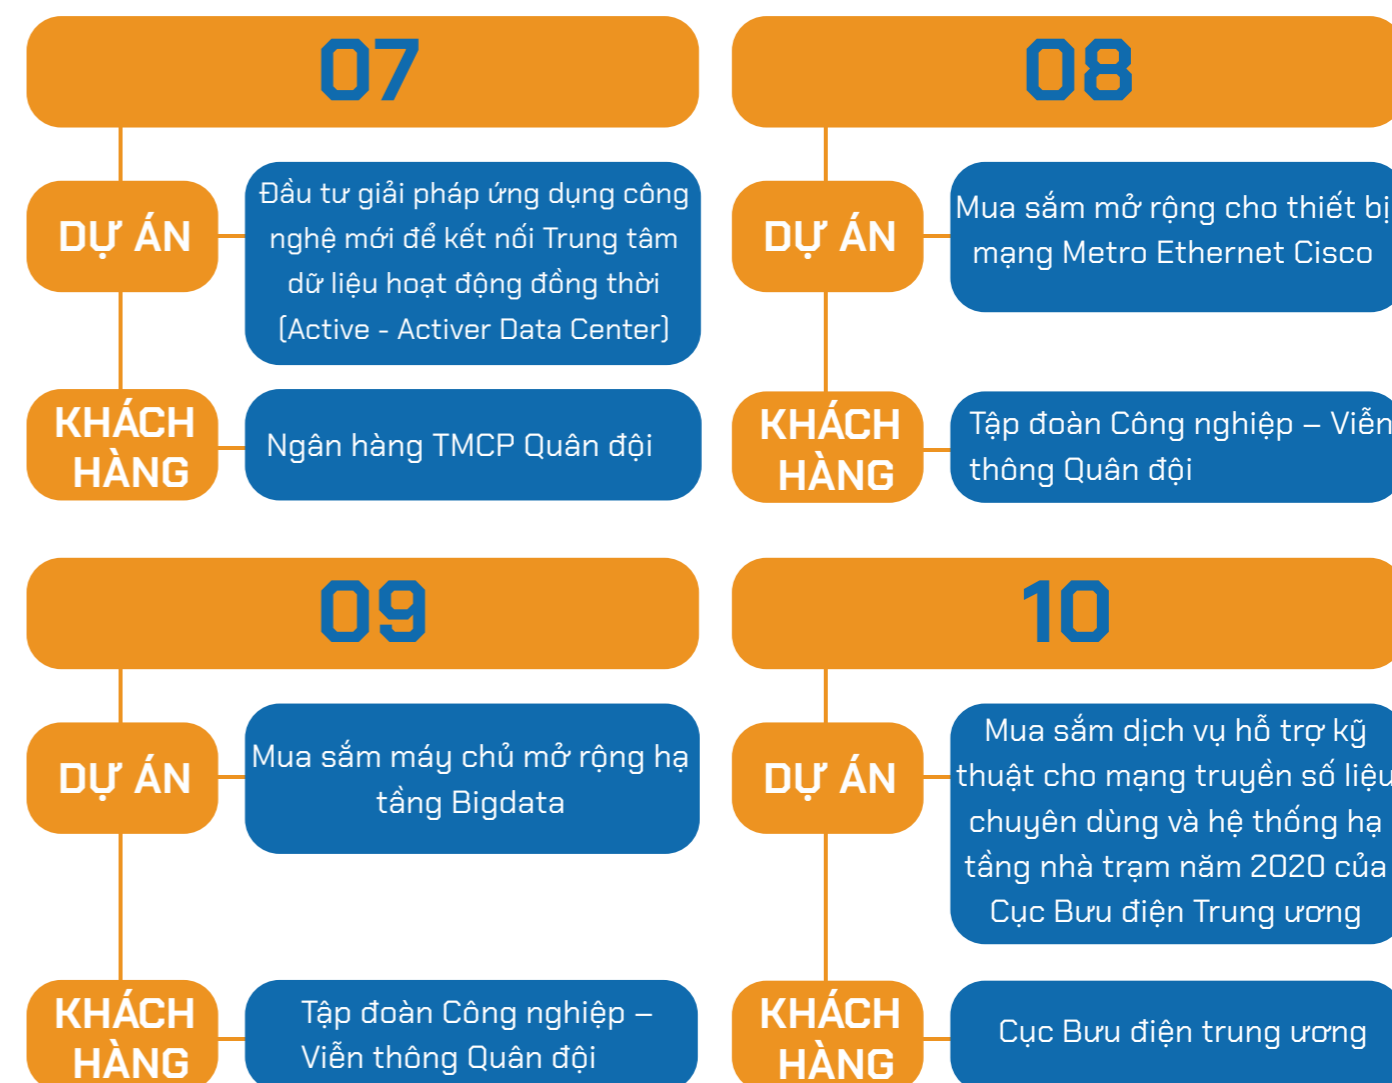 07
DỰ ÁN
Đầu tư giải pháp ứng dụng công
nghệ mới để kết nối Trung tâm
dữ liệu hoạt động đồng thời
(Active - Activer Data Center)
KHÁCH
HÀNG
Ngân hàng TMCP Quân đội
08
DỰ ÁN
Mua sắm mở rộng cho thiết bị
mạng Metro Ethernet Cisco
KHÁCH
HÀNG
Tập đoàn Công nghiệp – Viễn
thông Quân đội
09
DỰ ÁN
Mua sắm máy chủ mở rộng hạ
tầng Bigdata
KHÁCH
HÀNG
Tập đoàn Công nghiệp –
Viễn thông Quân đội
10
DỰ ÁN
Mua sắm dịch vụ hỗ trợ kỹ
thuật cho mạng truyền số liệu
chuyên dùng và hệ thống hạ
tầng nhà trạm năm 2020 của
Cục Bưu điện Trung ương
KHÁCH
HÀNG
Cục Bưu điện trung ương